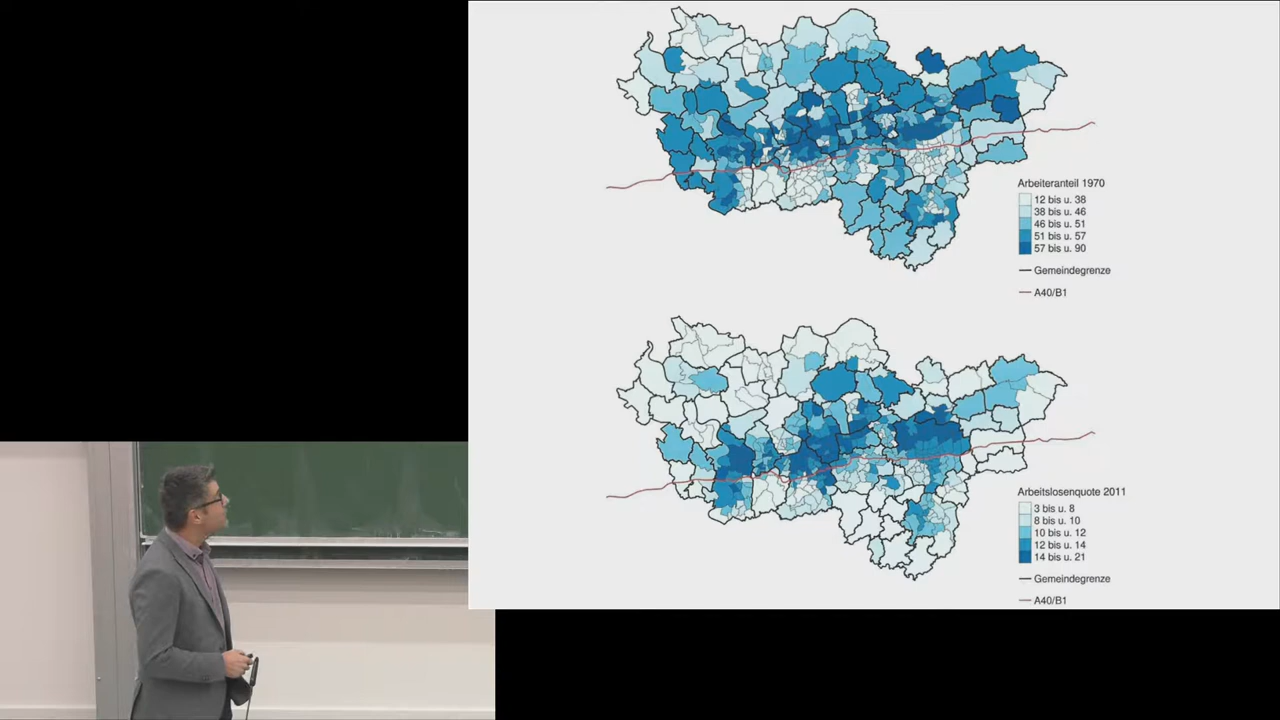 Arbeiteranteil 1970
12 bis u. 38
38 bis u. 46
46 bis u. 51
51 bis u. 57
57 bis u. 90
Gemeindegrenze
A40/B1
Arbeitslosenquote 2011
3 bis u. 8
8 bis u. 10
10 bis u. 12
12 bis u. 14
14 bis u. 21
Gemeindegrenze
A40/B1